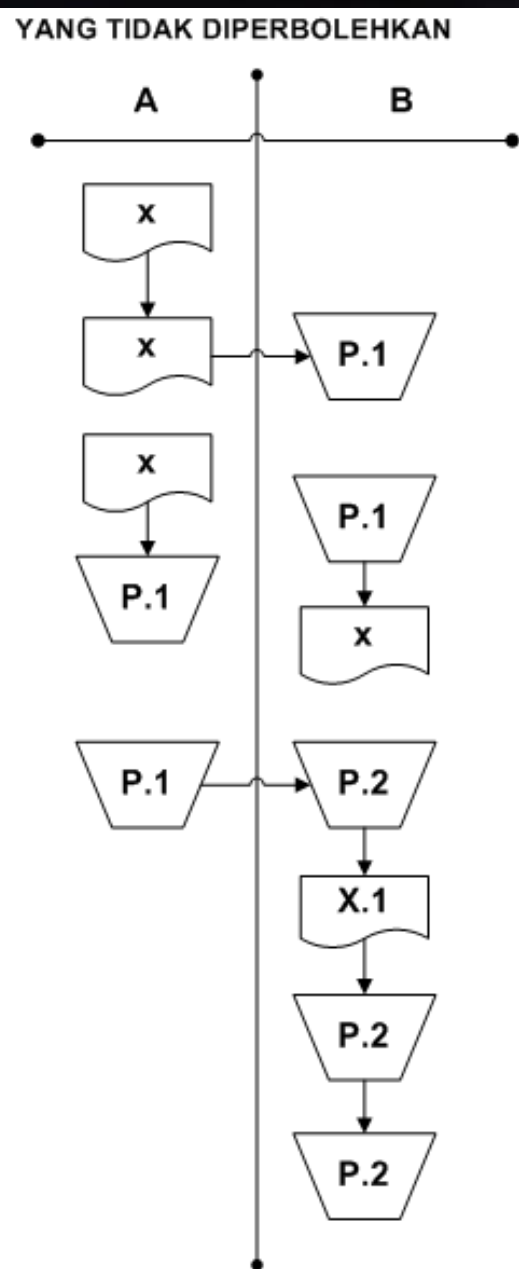 YANG TIDAK DIPERBOLEHKAN
A B
x
x P.1
x
P.1
P.1
x
P.1 P.2
X.1
P.2
P.2